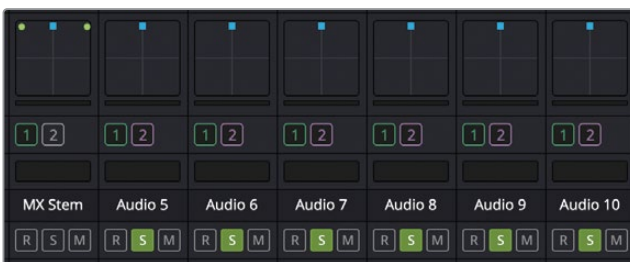 1 2 1 2 1 2 1 2 1 2 1 2 1 2
MX Stem Audio 5 Audio 6 Audio 7 Audio 8 Audio 9 Audio 10
R S M R S M R S M R S M R S M R S M R S M